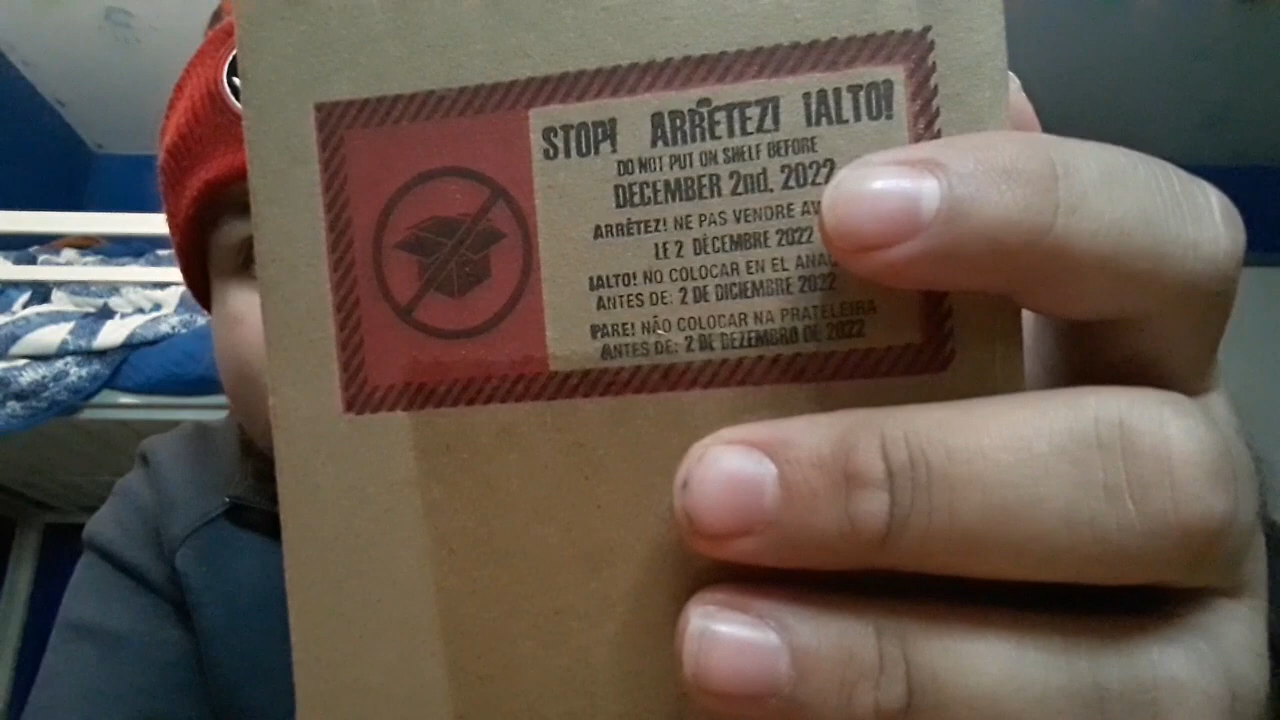 STOP! ARRÊTEZ! ¡ALTO!
DO NOT PUT ON SHELF BEFORE
DECEMBER 2nd, 2022
ARRÊTEZ! NE PAS VENDRE
LE 2 DÉCEMBRE 2022
¡ALTO! NO COLOCAR EN EL
ANTES DE: 2 DE DICIEMBRE 2022
PARE! NÃO COLOCAR NA PRATELEIRA
ANTES DE: 2 DE DEZEMBRO DE 2022